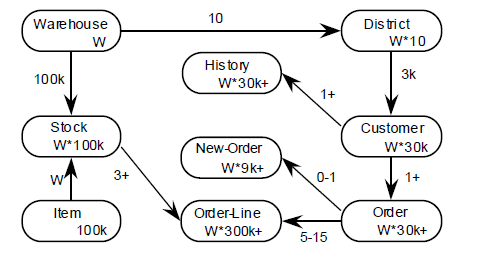 Warehouse
W
10
District
W*10
100k
History
W*30k+
3k
1+
Stock
W*100k
Customer
W*30k
New-Order
W*9k+
W
3+
0-1
1+
Item
100k
Order-Line
W*300k+
5-15
Order
W*30k+